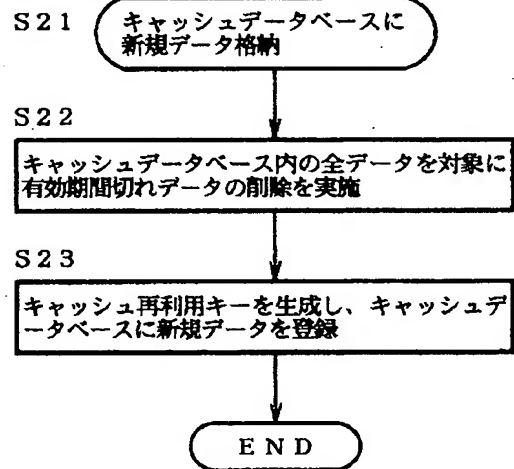 S21
キャッシュデータベースに
新規データ格納
S22
キャッシュデータベース内の全データを対象に
有効期間切れデータの削除を実施
S23
キャッシュ再利用キーを生成し、キャッシュデ
ータベースに新規データを登録
END